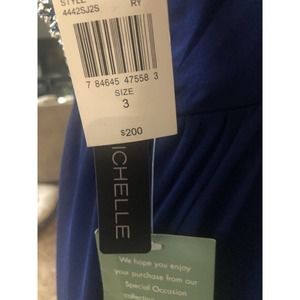 STYLE
4442SJ2S RY
7 84645 47558 3
SIZE
3
$200
ICHELLE
We hope you enjoy
your purchase from our
Special Occasion